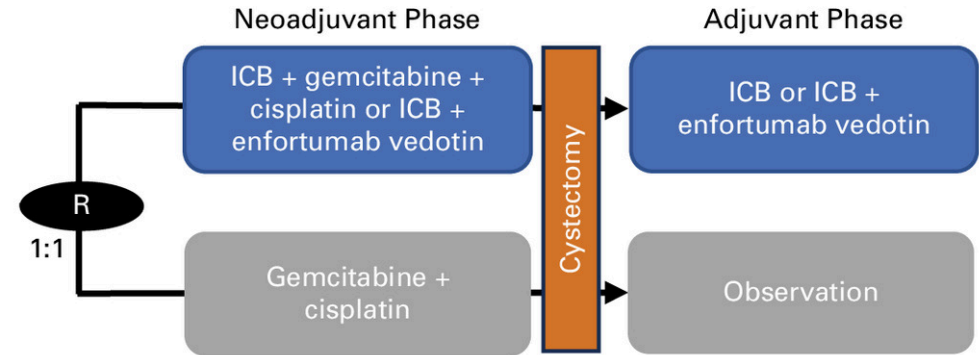 Neoadjuvant Phase
Adjuvant Phase
ICB + gemcitabine +
cisplatin or ICB +
enfortumab vedotin
Cystectomy
ICB or ICB +
enfortumab vedotin
R
1:1
Gemcitabine +
cisplatin
Observation